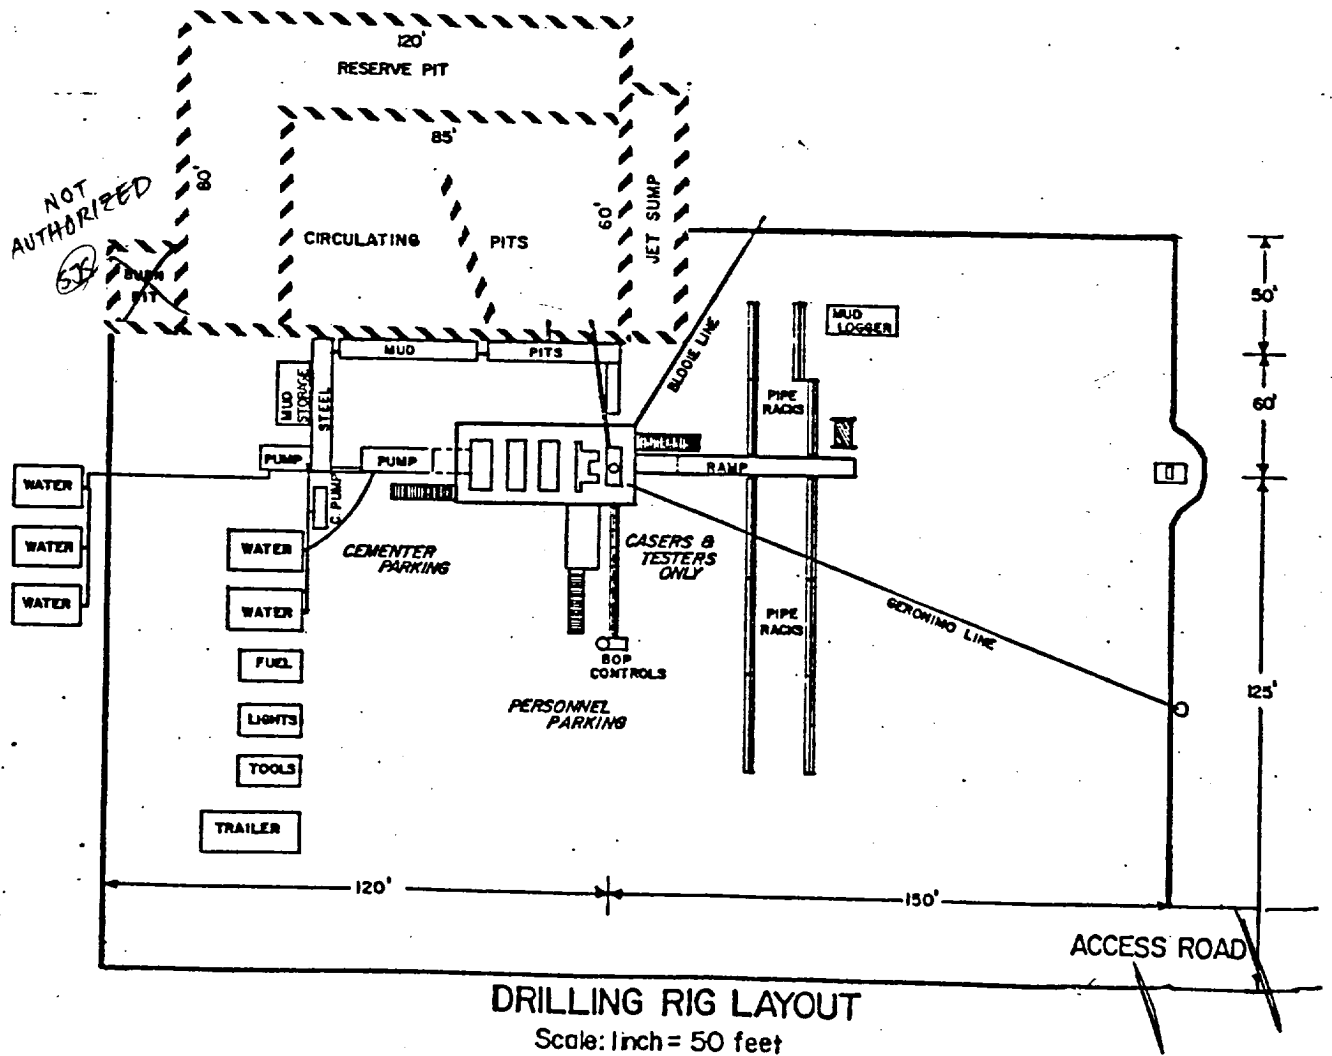 120'
RESERVE PIT
85'
80'
NOT
AUTHORIZED
SJS
BURN
PIT
CIRCULATING PITS
60'
JET SUMP
50'
60'
125'
MUD
LOGGER
BLOOIE LINE
MUD PITS
MUD
STORAGE
STEEL
PIPE
RACKS
PUMP
PUMP
RAMP
C. PUMP
WATER
WATER
WATER
WATER
WATER
CEMENTER
PARKING
CASERS &
TESTERS
ONLY
GERONIMO LINE
PIPE
RACKS
FUEL
BOP
CONTROLS
LIGHTS
PERSONNEL
PARKING
TOOLS
TRAILER
120'
150'
ACCESS ROAD
DRILLING RIG LAYOUT
Scale: 1 inch = 50 feet